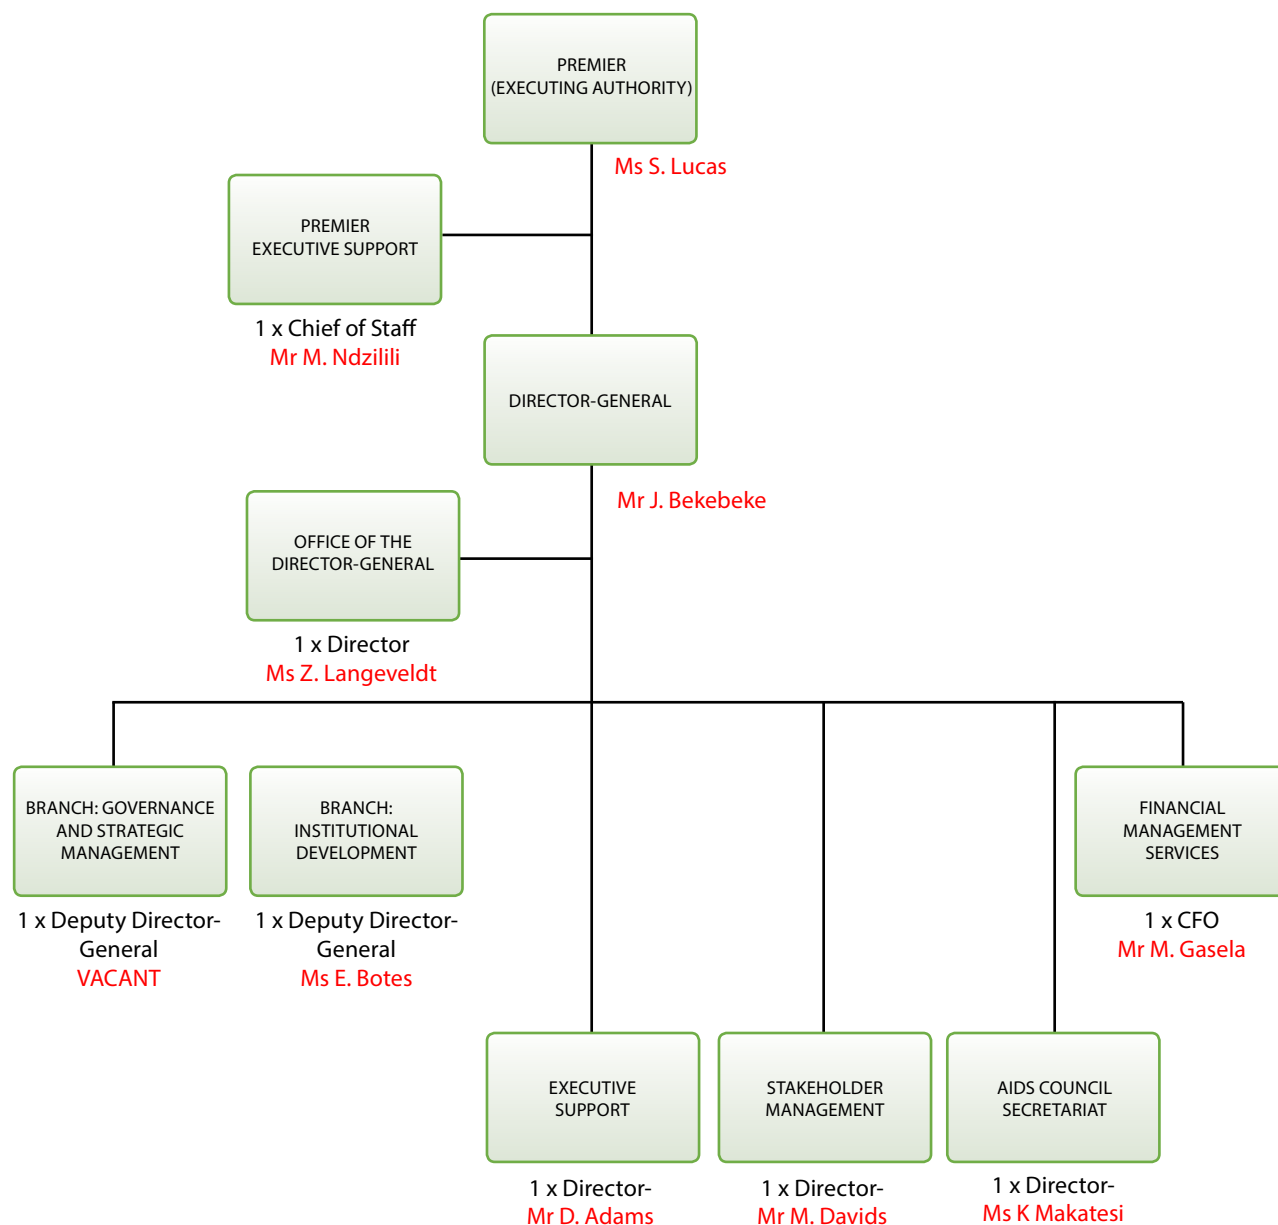 PREMIER
(EXECUTING AUTHORITY)
Ms S. Lucas
PREMIER
EXECUTIVE SUPPORT
1 x Chief of Staff
Mr M. Ndzilili
DIRECTOR-GENERAL
Mr J. Bekebeke
OFFICE OF THE
DIRECTOR-GENERAL
1 x Director
Ms Z. Langeveldt
BRANCH: GOVERNANCE
AND STRATEGIC
MANAGEMENT
1 x Deputy Director-
General
VACANT
BRANCH:
INSTITUTIONAL
DEVELOPMENT
1 x Deputy Director-
General
Ms E. Botes
FINANCIAL
MANAGEMENT
SERVICES
1 x CFO
Mr M. Gasela
EXECUTIVE
SUPPORT
1 x Director-
Mr D. Adams
STAKEHOLDER
MANAGEMENT
1 x Director-
Mr M. Davids
AIDS COUNCIL
SECRETARIAT
1 x Director-
Ms K Makatesi